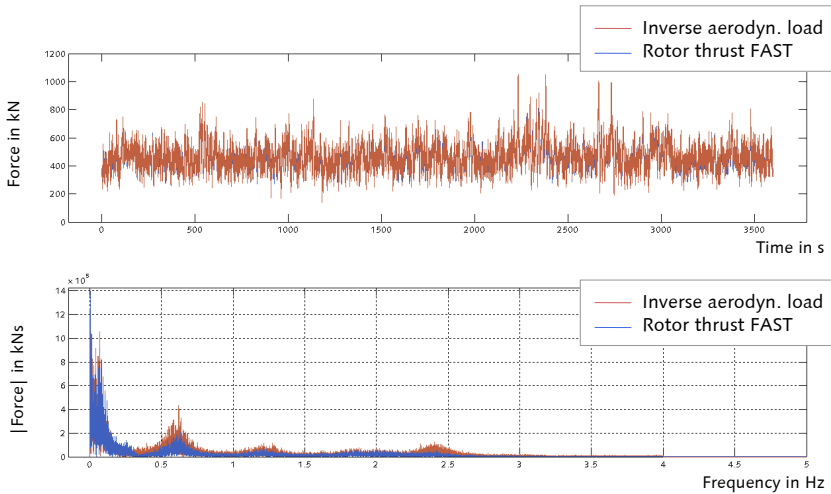 Inverse aerodyn. load
Rotor thrust FAST
Force in kN
1200
1000
800
600
400
200
0
0 500 1000 1500 2000 2500 3000 3500
Time in s
Inverse aerodyn. load
Rotor thrust FAST
|Force| in kNs
× 10⁵
14
12
10
8
6
4
2
0
0 0.5 1 1.5 2 2.5 3 3.5 4 4.5 5
Frequency in Hz